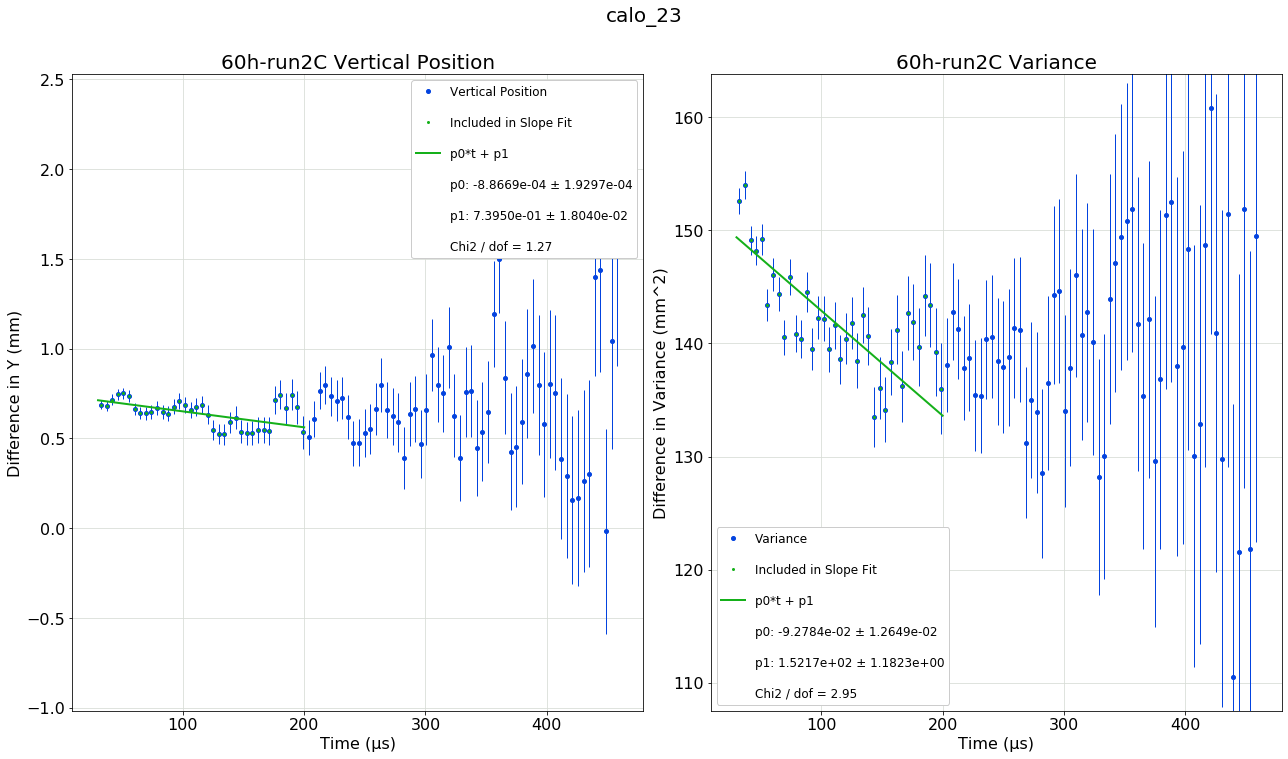 calo_23
60h-run2C Vertical Position
2.5
2.0
1.5
1.0
0.5
0.0
−0.5
−1.0
Difference in Y (mm)
100
200
300
400
Time (μs)
Vertical Position
Included in Slope Fit
p0*t + p1
p0: -8.8669e-04 ± 1.9297e-04
p1: 7.3950e-01 ± 1.8040e-02
Chi2 / dof = 1.27
60h-run2C Variance
160
150
140
130
120
110
Difference in Variance (mm^2)
100
200
300
400
Time (μs)
Variance
Included in Slope Fit
p0*t + p1
p0: -9.2784e-02 ± 1.2649e-02
p1: 1.5217e+02 ± 1.1823e+00
Chi2 / dof = 2.95